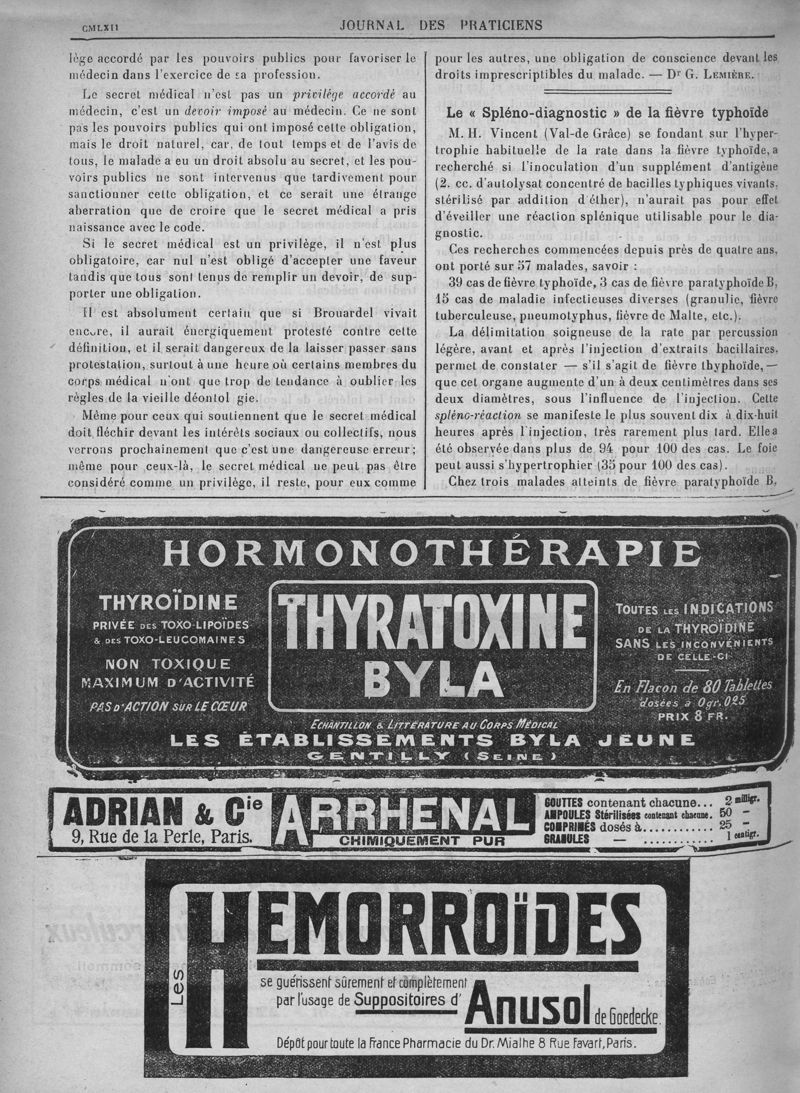 CMLXII
JOURNAL DES PRATICIENS
lège accordé par les pouvoirs publics pour favoriser le
médecin dans l'exercice de sa profession.
Le secret médical n'est pas un privilège accordé au
médecin, c'est un devoir imposé au médecin. Ce ne sont
pas les pouvoirs publics qui ont imposé cette obligation,
mais le droit naturel, car, de tout temps et de l'avis de
tous, le malade a eu un droit absolu au secret, et les pou-
voirs publics ne sont intervenus que tardivement pour
sanctionner cette obligation, et ce serait une étrange
aberration que de croire que le secret médical a pris
naissance avec le code.
Si le secret médical est un privilège, il n'est plus
obligatoire, car nul n'est obligé d'accepter une faveur
tandis que tous sont tenus de remplir un devoir, de sup-
porter une obligation.
Il est absolument certain que si Brouardel vivait
encore, il aurait énergiquement protesté contre cette
définition, et il serait dangereux de la laisser passer sans
protestation, surtout à une heure où certains membres du
corps médical n'ont que trop de tendance à oublier les
règles de la vieille déontol gie.
Même pour ceux qui soutiennent que le secret médical
doit fléchir devant les intérêts sociaux ou collectifs, nous
verrons prochainement que c'est une dangereuse erreur ;
même pour ceux-là, le secret médical ne peut pas être
considéré comme un privilège, il reste, pour eux comme
pour les autres, une obligation de conscience devant les
droits imprescriptibles du malade. — Dr G. LEMIÈRE.
Le « Spléno-diagnostic » de la fièvre typhoïde
M. H. Vincent (Val-de Grâce) se fondant sur l'hyper-
trophie habituelle de la rate dans la fièvre typhoïde, a
recherché si l'inoculation d'un supplément d'antigène
(2. cc. d'autolysat concentré de bacilles typhiques vivants,
stérilisé par addition d'éther), n'aurait pas pour effet
d'éveiller une réaction splénique utilisable pour le dia-
gnostic.
Ces recherches commencées depuis près de quatre ans,
ont porté sur 57 malades, savoir :
39 cas de fièvre typhoïde, 3 cas de fièvre paratyphoïde B,
15 cas de maladie infectieuses diverses (granulie, fièvre
tuberculeuse, pneumotyphus, fièvre de Malte, etc.).
La délimitation soigneuse de la rate par percussion
légère, avant et après l'injection d'extraits bacillaires,
permet de constater — s'il s'agit de fièvre thyphoïde, —
que cet organe augmente d'un à deux centimètres dans ses
deux diamètres, sous l'influence de l'injection. Cette
spléno-réaction se manifeste le plus souvent dix à dix-huit
heures après l'injection, très rarement plus tard. Elle a
été observée dans plus de 94 pour 100 des cas. Le foie
peut aussi s'hypertrophier (35 pour 100 des cas).
Chez trois malades atteints de fièvre paratyphoïde B,
HORMONOTHÉRAPIE
THYROÏDINE
PRIVÉE DES TOXO-LIPOÏDES
& DES TOXO-LEUCOMAINES
NON TOXIQUE
MAXIMUM D'ACTIVITÉ
PAS D'ACTION SUR LE CŒUR
THYRATOXINE
BYLA
TOUTES LES INDICATIONS
DE LA THYROÏDINE
SANS LES INCONVÉNIENTS
DE CELLE-CI
En Flacon de 80 Tablettes
dosées à 0gr. 025
PRIX 8 FR.
ECHANTILLON & LITTÉRATURE AU CORPS MÉDICAL
LES ÉTABLISSEMENTS BYLA JEUNE
GENTILLY (SEINE)
ADRIAN & Cie
9, Rue de la Perle, Paris.
ARRHENAL
CHIMIQUEMENT PUR
GOUTTES contenant chacune... 2 milligr.
AMPOULES Stérilisées contenant chacune. 50 —
COMPRIMÉS dosés à............ 25 —
GRANULES — ............ 1 centigr.
LES HEMORROÏDES
se guérissent sûrement et complètement
par l'usage de Suppositoires d'
Anusol de Goedecke.
Dépôt pour toute la France Pharmacie du Dr. Mialhe 8 Rue Favart, Paris.